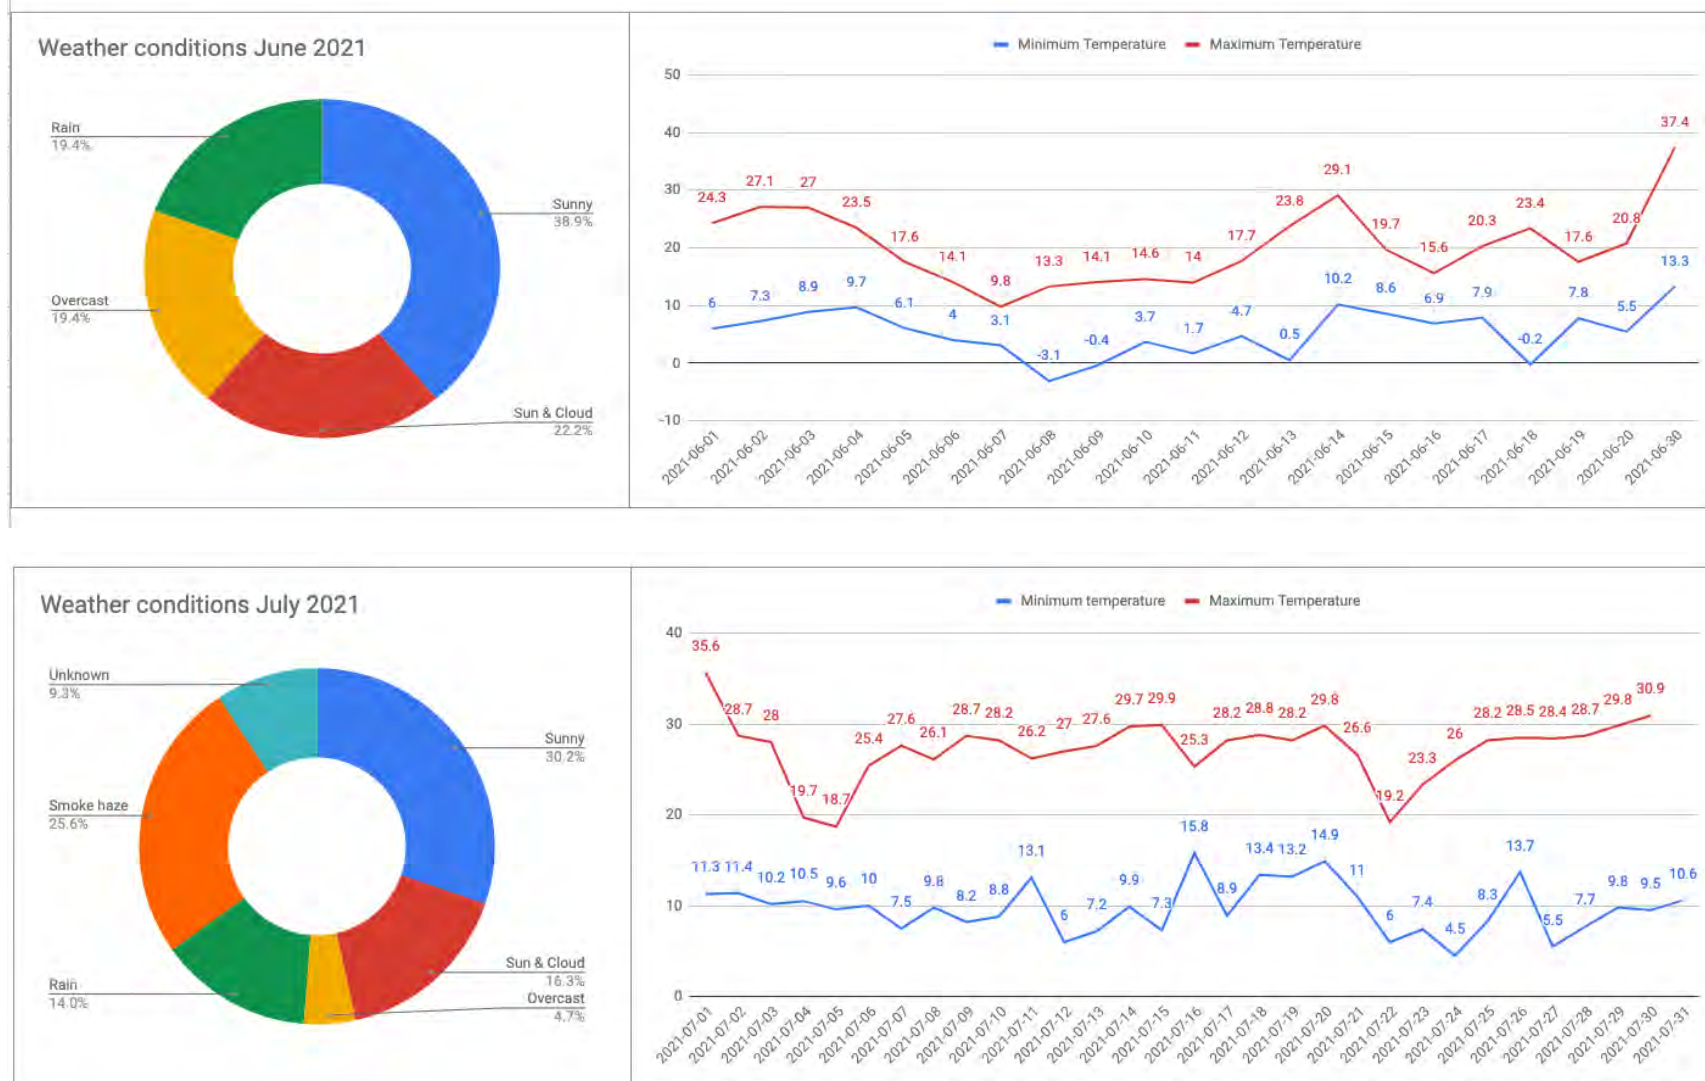 Weather conditions June 2021
Rain
19.4%
Overcast
19.4%
Sunny
38.9%
Sun & Cloud
22.2%
Minimum Temperature Maximum Temperature
50
40
30
20
10
0
-10
24.3 27.1 27 23.5 17.6 14.1 9.8 13.3 14.1 14.6 14 17.7 23.8 29.1 19.7 15.6 20.3 23.4 17.6 20.8 37.4
6 7.3 8.9 9.7 6.1 4 3.1 -3.1 -0.4 3.7 1.7 4.7 0.5 10.2 8.6 6.9 7.9 -0.2 7.8 5.5 13.3
2021-06-01 2021-06-02 2021-06-03 2021-06-04 2021-06-05 2021-06-06 2021-06-07 2021-06-08 2021-06-09 2021-06-10 2021-06-11 2021-06-12 2021-06-13 2021-06-14 2021-06-15 2021-06-16 2021-06-17 2021-06-18 2021-06-19 2021-06-20 2021-06-30
Weather conditions July 2021
Unknown
9.3%
Smoke haze
25.6%
Rain
14.0%
Sunny
30.2%
Sun & Cloud
16.3%
Overcast
4.7%
Minimum temperature Maximum Temperature
40
30
20
10
0
35.6 28.7 28 19.7 18.7 25.4 27.6 26.1 28.7 28.2 26.2 27 27.6 29.7 29.9 25.3 28.2 28.8 28.2 29.8 26.6 19.2 23.3 26 28.2 28.5 28.4 28.7 29.8 30.9
11.3 11.4 10.2 10.5 9.6 10 7.5 9.8 8.2 8.8 13.1 6 7.2 9.9 7.3 15.8 8.9 13.4 13.2 14.9 11 6 7.4 4.5 8.3 13.7 5.5 7.7 9.8 9.5 10.6
2021-07-01 2021-07-02 2021-07-03 2021-07-04 2021-07-05 2021-07-06 2021-07-07 2021-07-08 2021-07-09 2021-07-10 2021-07-11 2021-07-12 2021-07-13 2021-07-14 2021-07-15 2021-07-16 2021-07-17 2021-07-18 2021-07-19 2021-07-20 2021-07-21 2021-07-22 2021-07-23 2021-07-24 2021-07-25 2021-07-26 2021-07-27 2021-07-28 2021-07-29 2021-07-30 2021-07-31